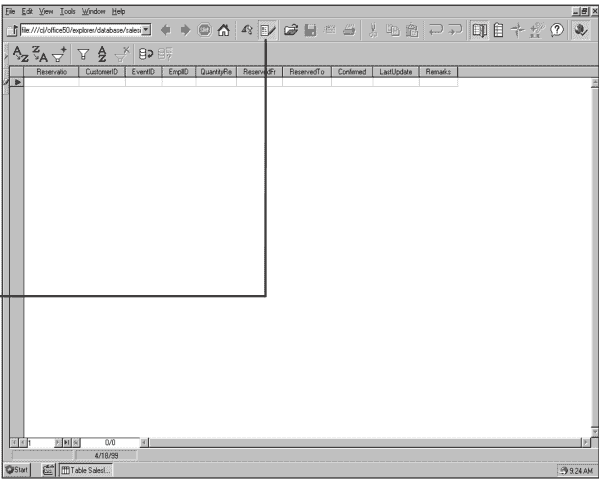 File Edit View Tools Window Help
file:///c|/office50/explorer/database/sales
Reservatio CustomerID EventID EmplID QuantityRe ReservedFr ReservedTo Confirmed LastUpdate Remarks
1 0/0
4/18/99
Start Table Sales!... 9:24 AM